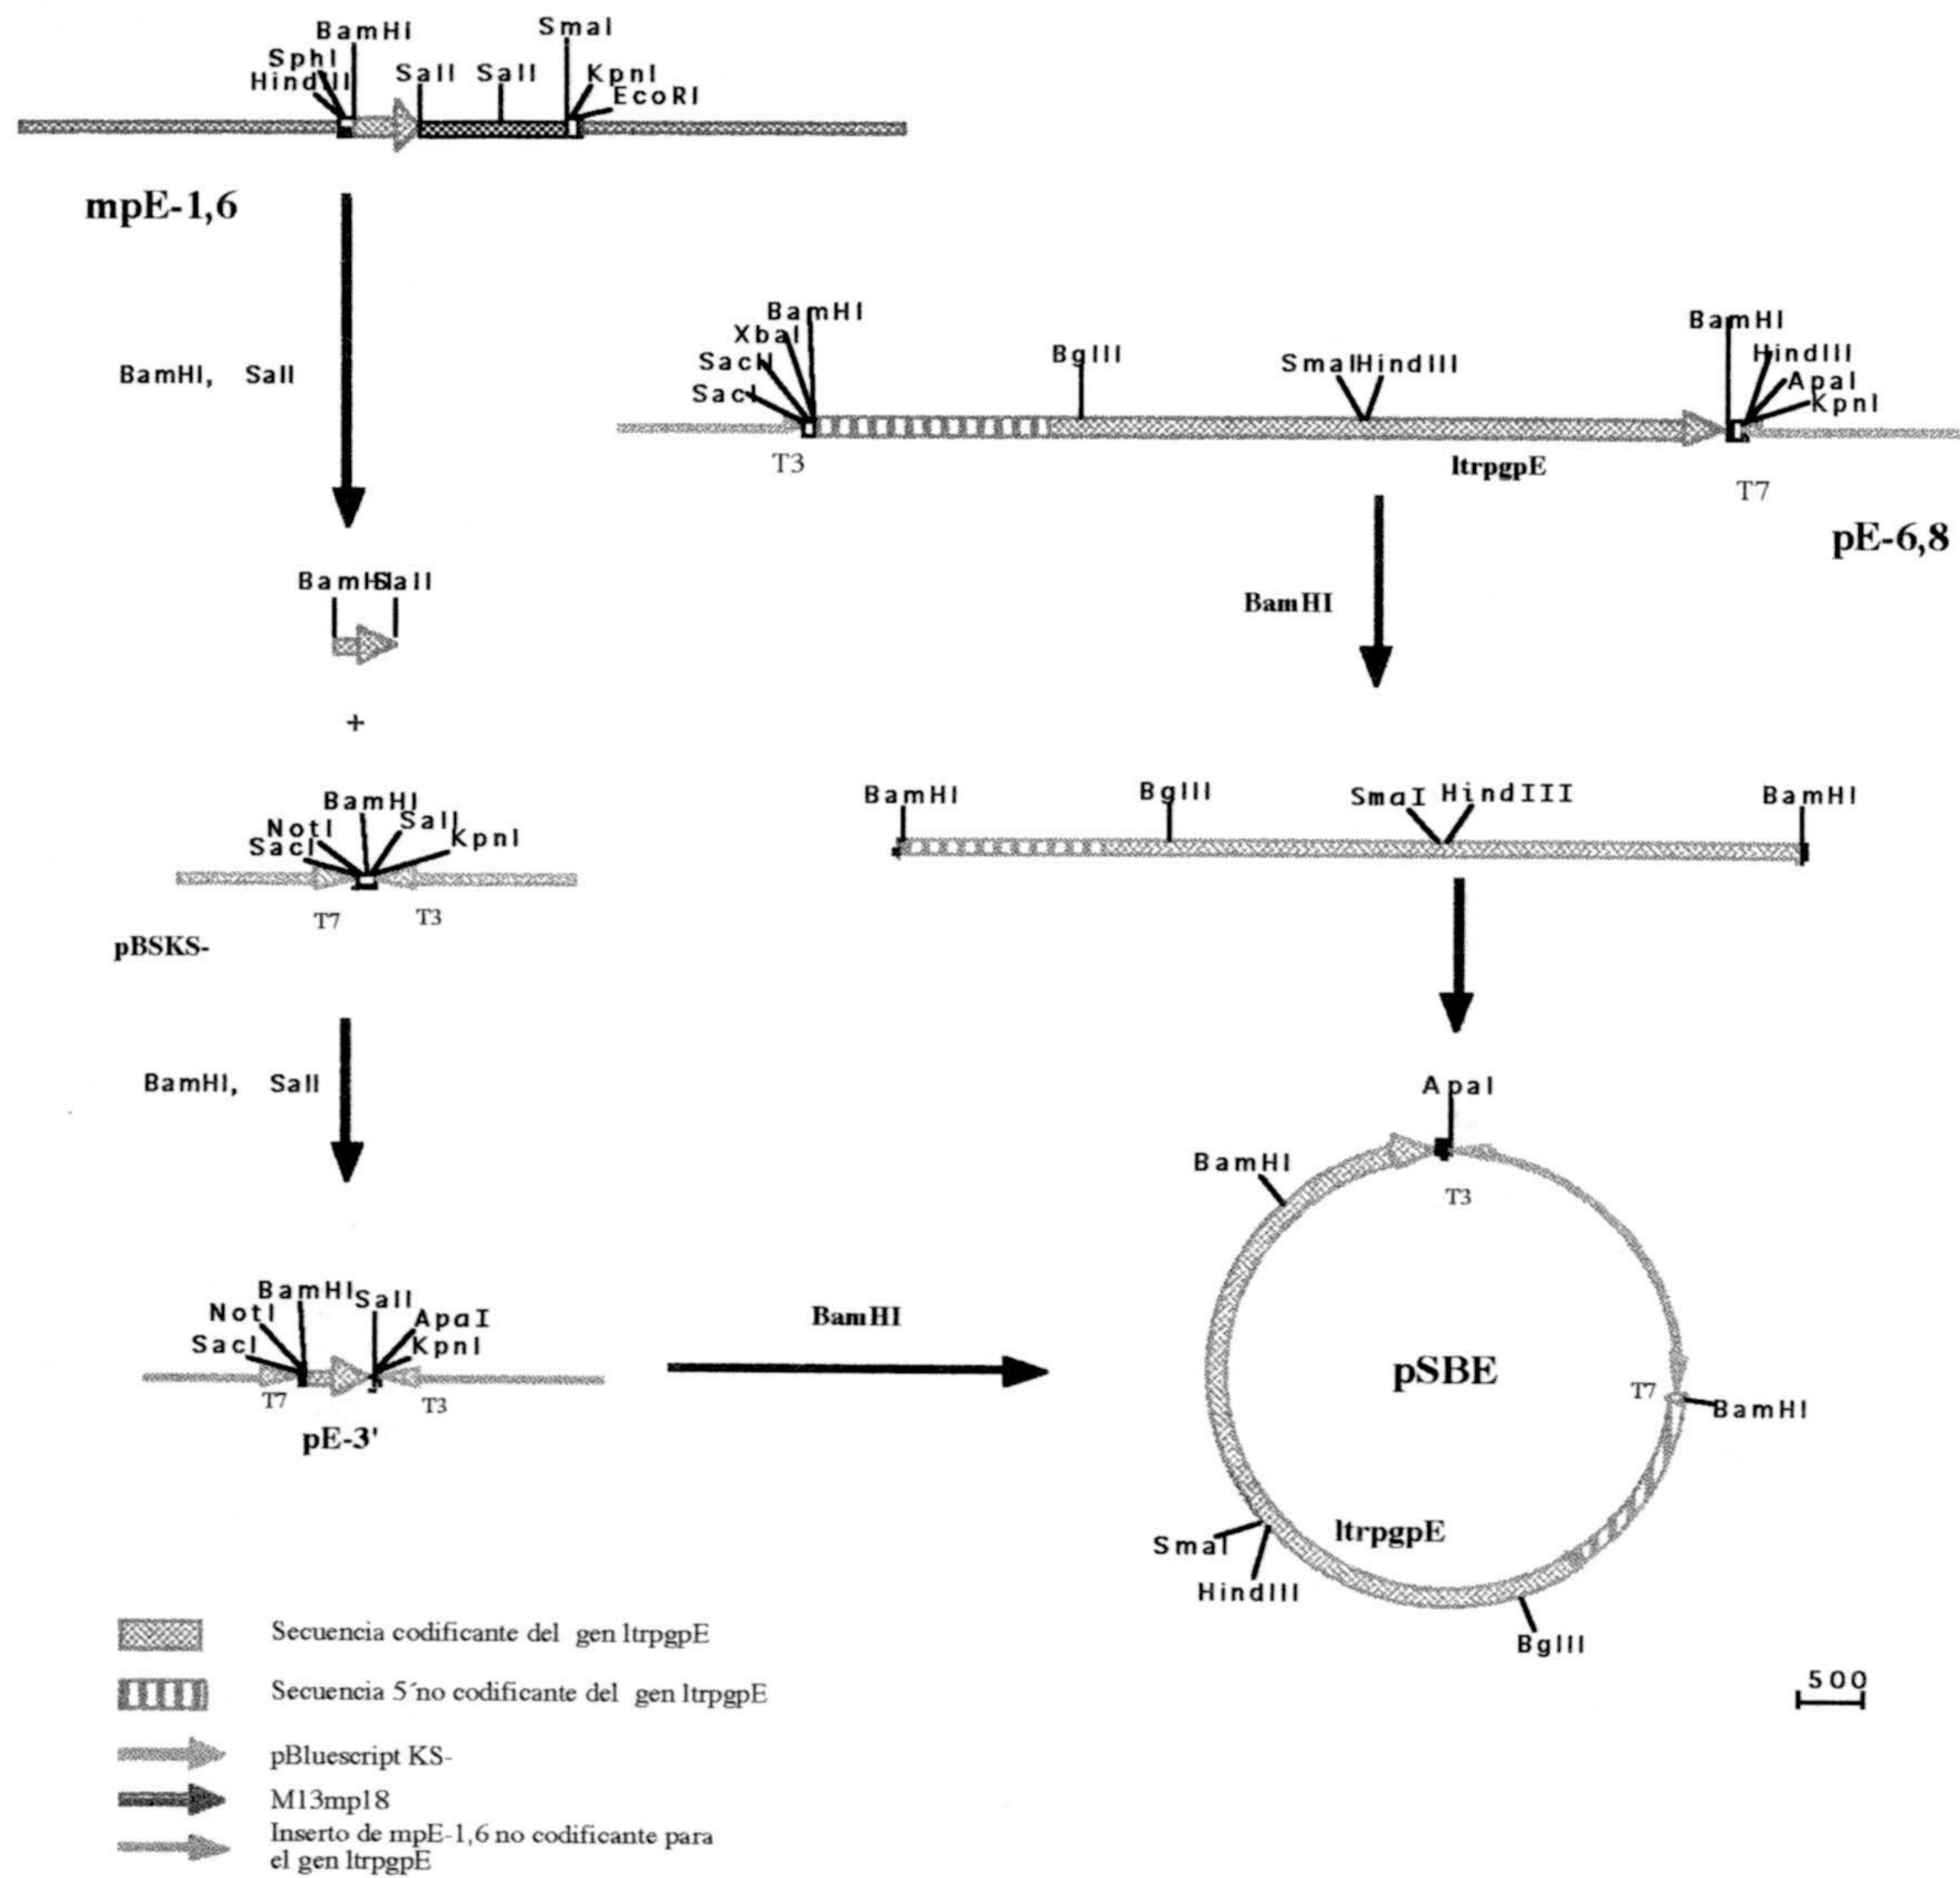 BamHI
SmaI
SphI
HindIII
SalI SalI
KpnI
EcoRI
mpE-1,6
BamHI, SalI
BamHI
XbaI
SacII
SacI
BglII
SmaI HindIII
BamHI
HindIII
ApaI
KpnI
T3
ltrpgpE
T7
pE-6,8
BamHI SalI
+
BamHI
BamHI
NotI
SacI
SalI
KpnI
T7 T3
pBSKS-
BamHI
BglII
SmaI HindIII
BamHI
BamHI, SalI
BamHI SalI
NotI
SacI
ApaI
KpnI
T7 T3
pE-3'
BamHI
ApaI
BamHI
T3
pSBE
T7
BamHI
SmaI
ltrpgpE
HindIII
BglII
500
Secuencia codificante del gen ltrpgpE
Secuencia 5´no codificante del gen ltrpgpE
pBluescript KS-
M13mp18
Inserto de mpE-1,6 no codificante para
el gen ltrpgpE